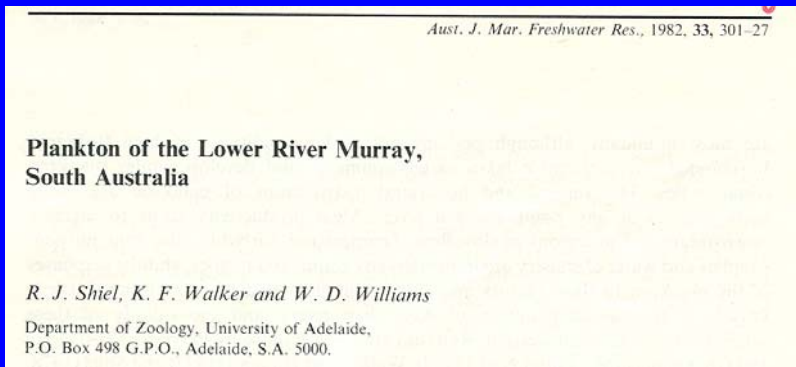 Aust. J. Mar. Freshwater Res., 1982, 33, 301-27
Plankton of the Lower River Murray,
South Australia
R. J. Shiel, K. F. Walker and W. D. Williams
Department of Zoology, University of Adelaide,
P.O. Box 498 G.P.O., Adelaide, S.A. 5000.